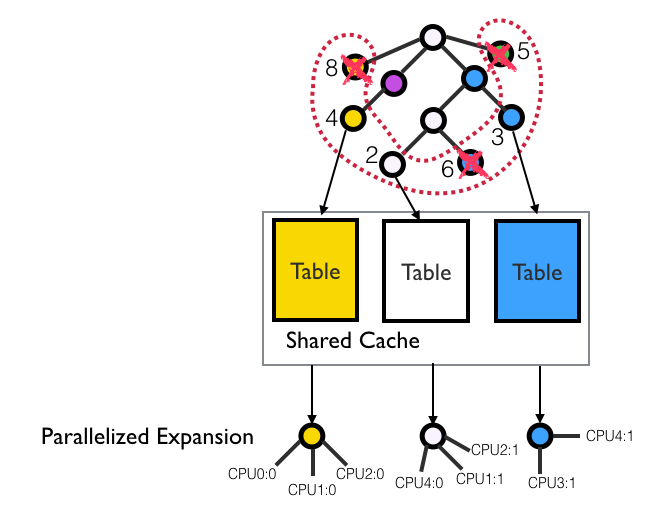 5
8
4
3
2
6
Table
Table
Table
Shared Cache
Parallelized Expansion
CPU0:0
CPU1:0
CPU2:0
CPU4:0
CPU1:1
CPU2:1
CPU3:1
CPU4:1